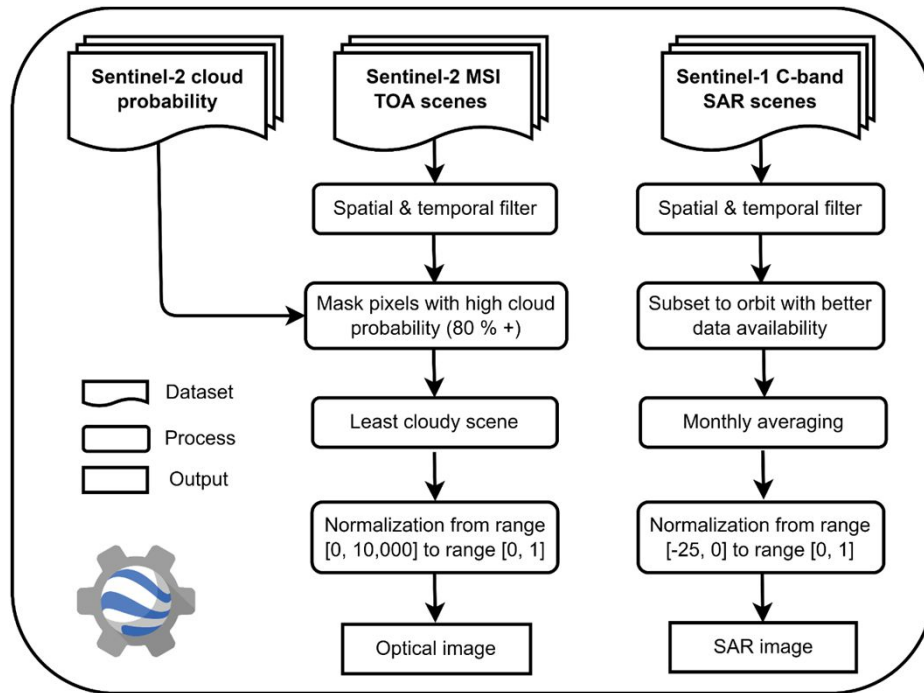 Sentinel-2 cloud
probability
Sentinel-2 MSI
TOA scenes
Sentinel-1 C-band
SAR scenes
Spatial & temporal filter
Spatial & temporal filter
Mask pixels with high cloud
probability (80 % +)
Subset to orbit with better
data availability
Dataset
Process
Output
Least cloudy scene
Monthly averaging
Normalization from range
[0, 10,000] to range [0, 1]
Normalization from range
[-25, 0] to range [0, 1]
Optical image
SAR image